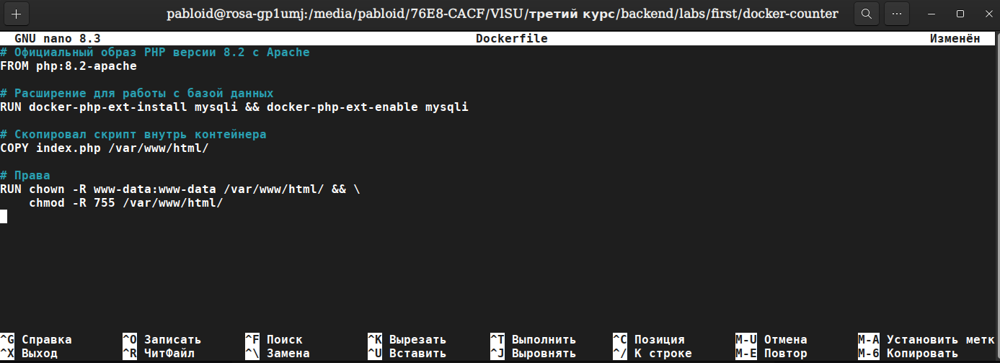 pabloid@rosa-gp1umj:/media/pabloid/76E8-CACF/VlSU/третий курс/backend/labs/first/docker-counter
GNU nano 8.3 Dockerfile Изменён
# Официальный образ PHP версии 8.2 с Apache
FROM php:8.2-apache
# Расширение для работы с базой данных
RUN docker-php-ext-install mysqli && docker-php-ext-enable mysqli
# Скопировал скрипт внутрь контейнера
COPY index.php /var/www/html/
# Права
RUN chown -R www-data:www-data /var/www/html/ && \
    chmod -R 755 /var/www/html/
^G Справка ^O Записать ^F Поиск ^K Вырезать ^T Выполнить ^C Позиция M-U Отмена M-A Установить метк
^X Выход ^R ЧитФайл ^\ Замена ^U Вставить ^J Выровнять ^/ К строке M-E Повтор M-6 Копировать